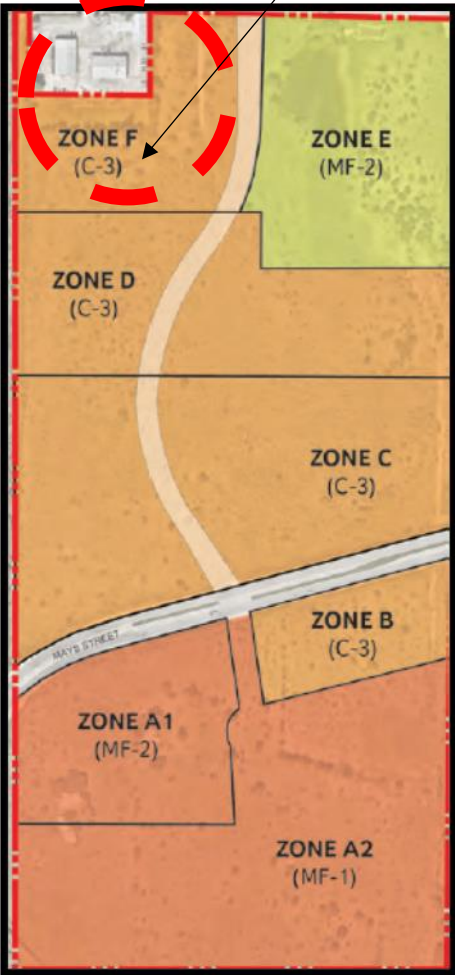 ZONE F
(C-3)
ZONE E
(MF-2)
ZONE D
(C-3)
ZONE C
(C-3)
MAYS STREET
ZONE B
(C-3)
ZONE A1
(MF-2)
ZONE A2
(MF-1)